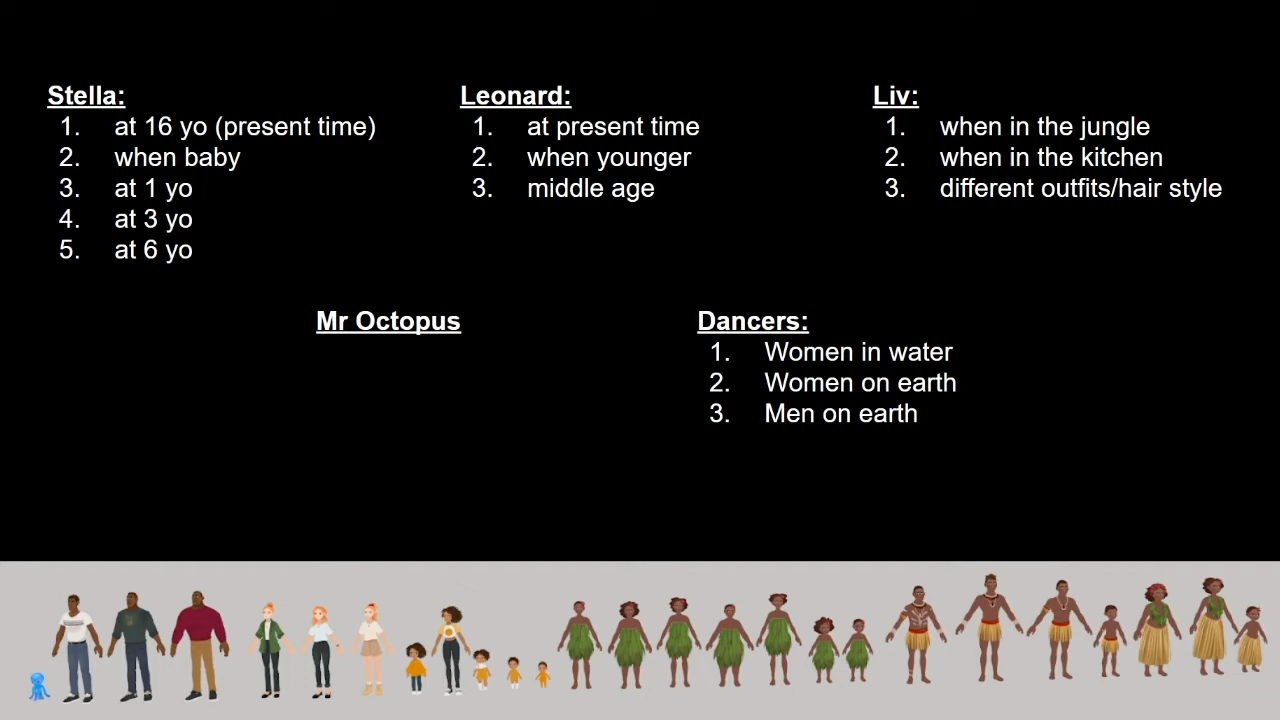 Stella:
1. at 16 yo (present time)
2. when baby
3. at 1 yo
4. at 3 yo
5. at 6 yo
Leonard:
1. at present time
2. when younger
3. middle age
Liv:
1. when in the jungle
2. when in the kitchen
3. different outfits/hair style
Mr Octopus
Dancers:
1. Women in water
2. Women on earth
3. Men on earth